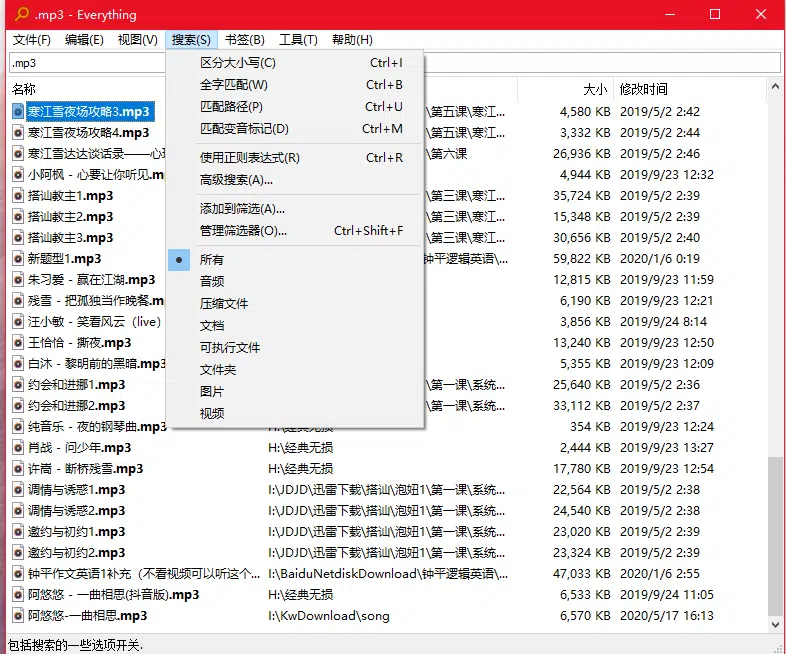 .mp3 - Everything
文件(F) 编辑(E) 视图(V) 搜索(S) 书签(B) 工具(T) 帮助(H)
.mp3
区分大小写(C) Ctrl+I
全字匹配(W) Ctrl+B
匹配路径(P) Ctrl+U
匹配变音标记(D) Ctrl+M
使用正则表达式(R) Ctrl+R
高级搜索(A)...
添加到筛选(A)...
管理筛选器(O)... Ctrl+Shift+F
所有
音频
压缩文件
文档
可执行文件
文件夹
图片
视频
名称 大小 修改时间
寒江雪夜场攻略3.mp3 \第五课\寒江... 4,580 KB 2019/5/2 2:42
寒江雪夜场攻略4.mp3 \第五课\寒江... 3,332 KB 2019/5/2 2:44
寒江雪达达谈话录——心 \第六课 26,936 KB 2019/5/2 2:46
小阿枫 - 心要让你听见.m 4,944 KB 2019/9/23 12:32
搭讪教主1.mp3 \第三课\寒江... 35,724 KB 2019/5/2 2:39
搭讪教主2.mp3 \第三课\寒江... 15,348 KB 2019/5/2 2:39
搭讪教主3.mp3 \第三课\寒江... 30,656 KB 2019/5/2 2:40
新题型1.mp3 钟平逻辑英语\... 59,822 KB 2020/1/6 0:19
朱习爱 - 赢在江湖.mp3 12,815 KB 2019/9/23 11:59
残雪 - 把孤独当作晚餐.m 6,190 KB 2019/9/23 12:21
汪小敏 - 笑看风云（live） 3,856 KB 2019/9/24 8:14
王恰恰 - 撕夜.mp3 13,240 KB 2019/9/23 12:50
白沐 - 黎明前的黑暗.mp3 5,355 KB 2019/9/23 12:09
约会和进挪1.mp3 \第一课\系统... 25,640 KB 2019/5/2 2:36
约会和进挪2.mp3 \第一课\系统... 33,112 KB 2019/5/2 2:37
纯音乐 - 夜的钢琴曲.mp3 H:\经典无损 354 KB 2019/9/23 12:24
肖战 - 问少年.mp3 H:\经典无损 2,444 KB 2019/9/23 13:27
许嵩 - 断桥残雪.mp3 H:\经典无损 17,780 KB 2019/9/23 12:54
调情与诱惑1.mp3 I:\JDJD\迅雷下载\搭讪\泡妞1\第一课\系统... 22,564 KB 2019/5/2 2:38
调情与诱惑2.mp3 I:\JDJD\迅雷下载\搭讪\泡妞1\第一课\系统... 24,540 KB 2019/5/2 2:38
邀约与初约1.mp3 I:\JDJD\迅雷下载\搭讪\泡妞1\第一课\系统... 23,020 KB 2019/5/2 2:39
邀约与初约2.mp3 I:\JDJD\迅雷下载\搭讪\泡妞1\第一课\系统... 23,324 KB 2019/5/2 2:39
钟平作文英语1补充（不看视频可以听这个... I:\BaiduNetdiskDownload\钟平逻辑英语\... 47,033 KB 2020/1/6 2:55
阿悠悠 - 一曲相思(抖音版).mp3 H:\经典无损 6,533 KB 2019/9/24 11:05
阿悠悠-一曲相思.mp3 I:\KwDownload\song 6,570 KB 2020/5/17 16:13
包括搜索的一些选项开关.